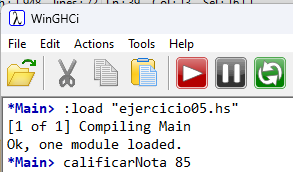 WinGHCi
File Edit Actions Tools Help
*Main> :load "ejercicio05.hs"
[1 of 1] Compiling Main
Ok, one module loaded.
*Main> calificarNota 85